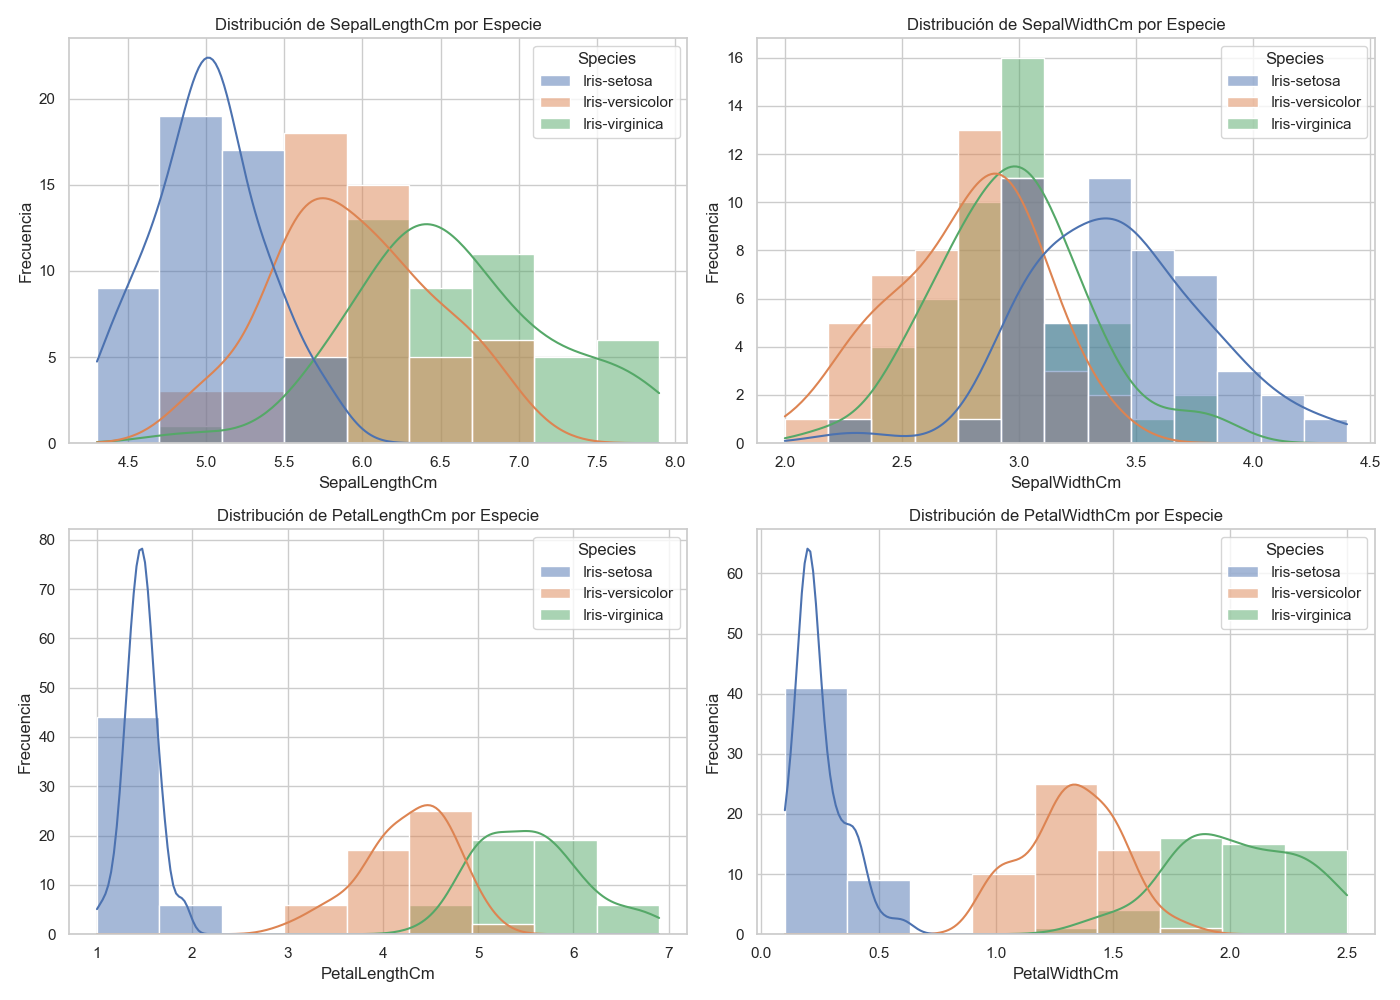 Distribución de SepalLengthCm por Especie
Species
Iris-setosa
Iris-versicolor
Iris-virginica
Frecuencia
20
15
10
5
0
4.5 5.0 5.5 6.0 6.5 7.0 7.5 8.0
SepalLengthCm
Distribución de SepalWidthCm por Especie
Species
Iris-setosa
Iris-versicolor
Iris-virginica
Frecuencia
16
14
12
10
8
6
4
2
0
2.0 2.5 3.0 3.5 4.0 4.5
SepalWidthCm
Distribución de PetalLengthCm por Especie
Species
Iris-setosa
Iris-versicolor
Iris-virginica
Frecuencia
80
70
60
50
40
30
20
10
0
1 2 3 4 5 6 7
PetalLengthCm
Distribución de PetalWidthCm por Especie
Species
Iris-setosa
Iris-versicolor
Iris-virginica
Frecuencia
60
50
40
30
20
10
0
0.0 0.5 1.0 1.5 2.0 2.5
PetalWidthCm